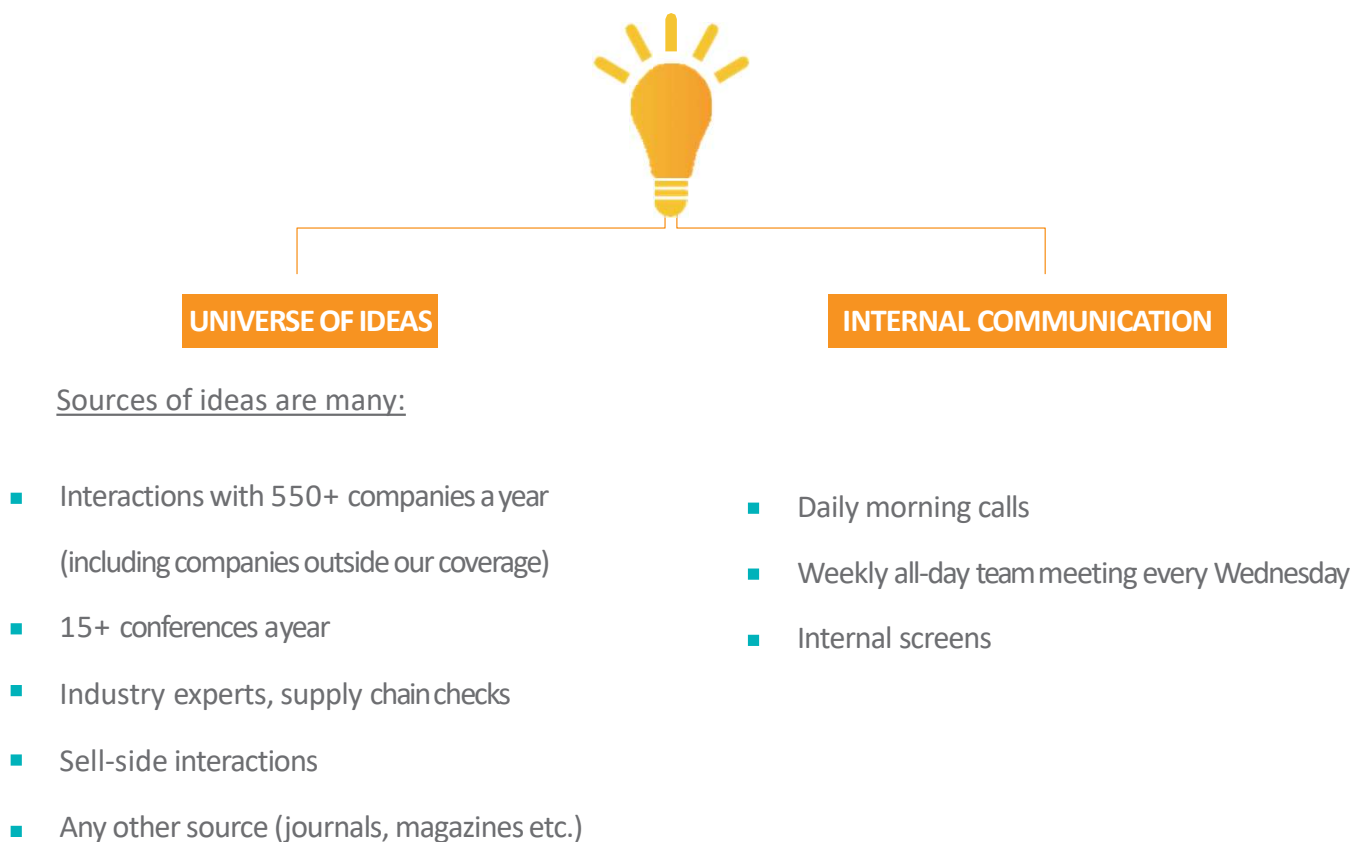 UNIVERSE OF IDEAS
Sources of ideas are many:
Interactions with 550+ companies a year
(including companies outside our coverage)
15+ conferences ayear
Industry experts, supply chain checks
Sell-side interactions
Any other source (journals, magazines etc.)
INTERNAL COMMUNICATION
Daily morning calls
Weekly all-day team meeting every Wednesday
Internal screens